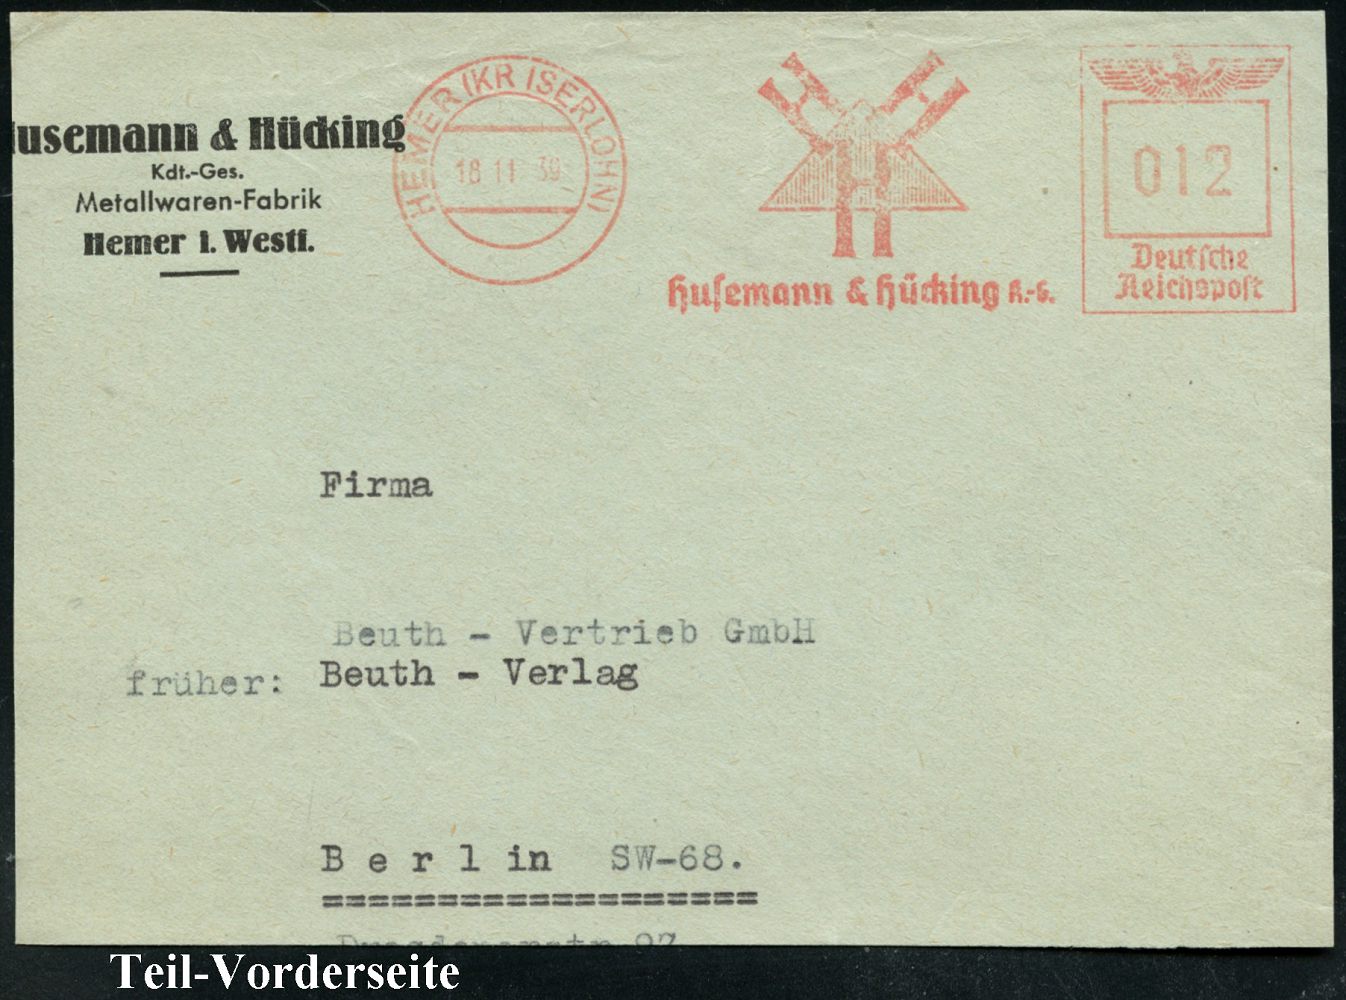 usemann & Hücking
Kdt.-Ges.
Metallwaren-Fabrik
Hemer i. Westf.
HEMER (KR ISERLOHN)
18 11 39
H H H
Husemann & Hücking K.-G.
012
Deutsche
Reichspost
Firma
Beuth - Vertrieb GmbH
früher: Beuth - Verlag
B e r l in SW-68.
===================
Teil-Vorderseite